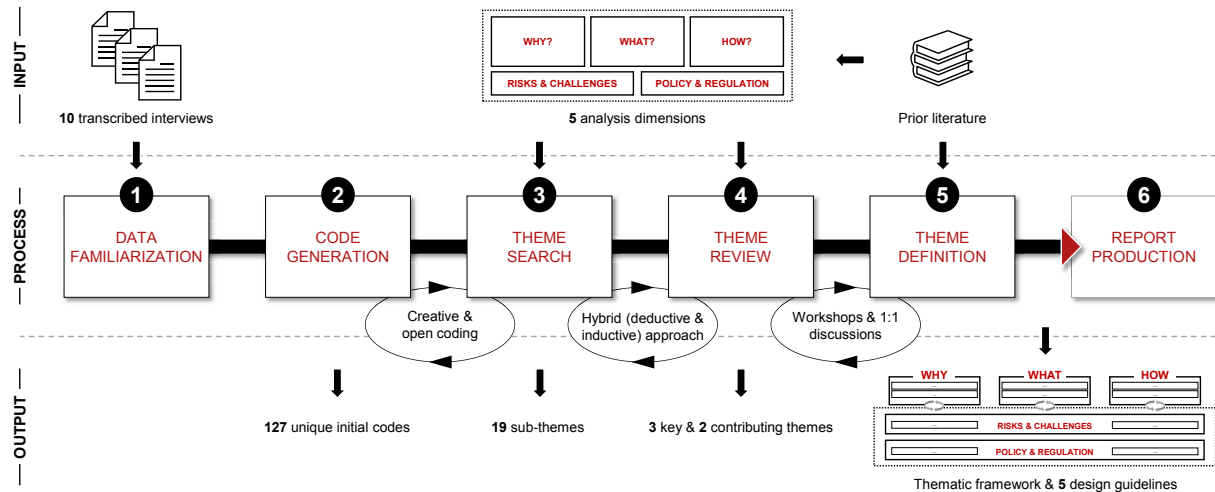 INPUT
WHY?
WHAT?
HOW?
RISKS & CHALLENGES
POLICY & REGULATION
10 transcribed interviews
5 analysis dimensions
Prior literature
PROCESS
1
2
3
4
5
6
DATA
FAMILIARIZATION
CODE
GENERATION
THEME
SEARCH
THEME
REVIEW
THEME
DEFINITION
REPORT
PRODUCTION
Creative &
open coding
Hybrid (deductive &
inductive) approach
Workshops & 1:1
discussions
OUTPUT
127 unique initial codes
19 sub-themes
3 key & 2 contributing themes
WHY
WHAT
HOW
...
...
...
...
...
...
... RISKS & CHALLENGES ...
... POLICY & REGULATION ...
Thematic framework & 5 design guidelines